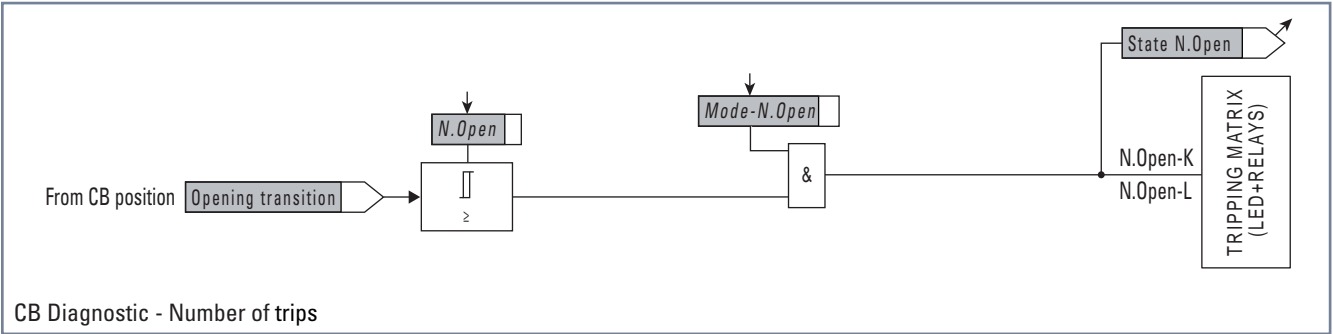 State N.Open
N.Open
Mode-N.Open
TRIPPING MATRIX
(LED+RELAYS)
N.Open-K
N.Open-L
&
From CB position
Opening transition
≥
CB Diagnostic - Number of trips